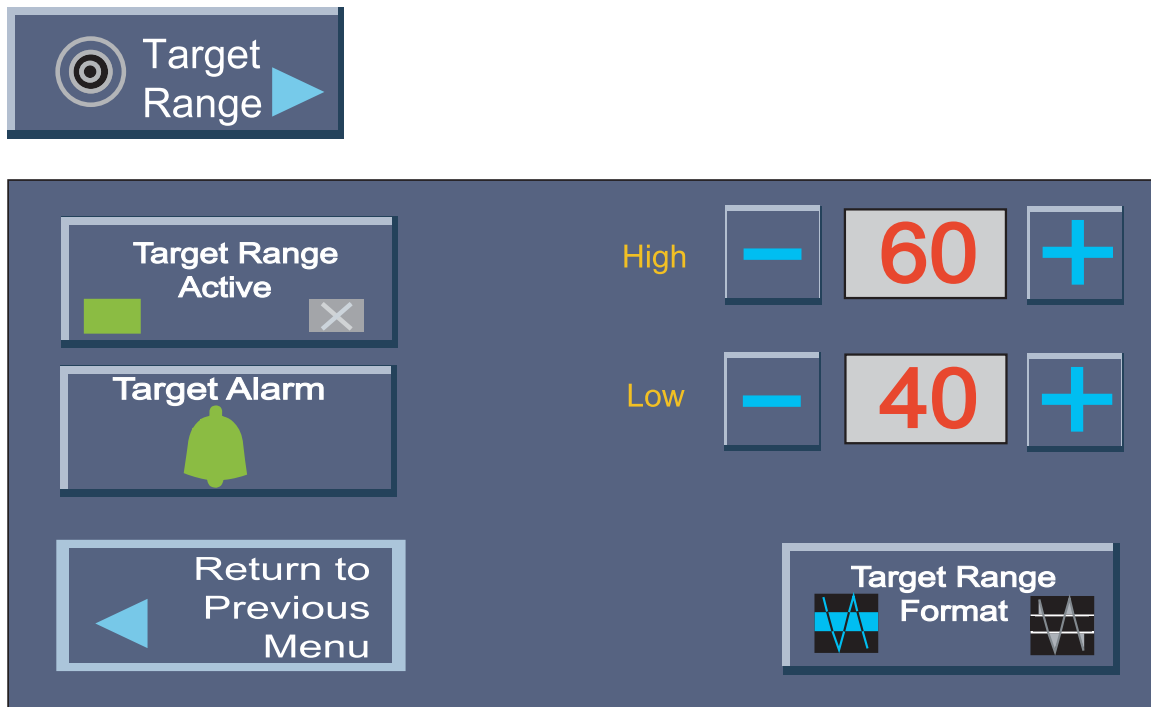 Target
Range
Target Range
Active
High
60
Target Alarm
Low
40
Return to
Previous
Menu
Target Range
Format